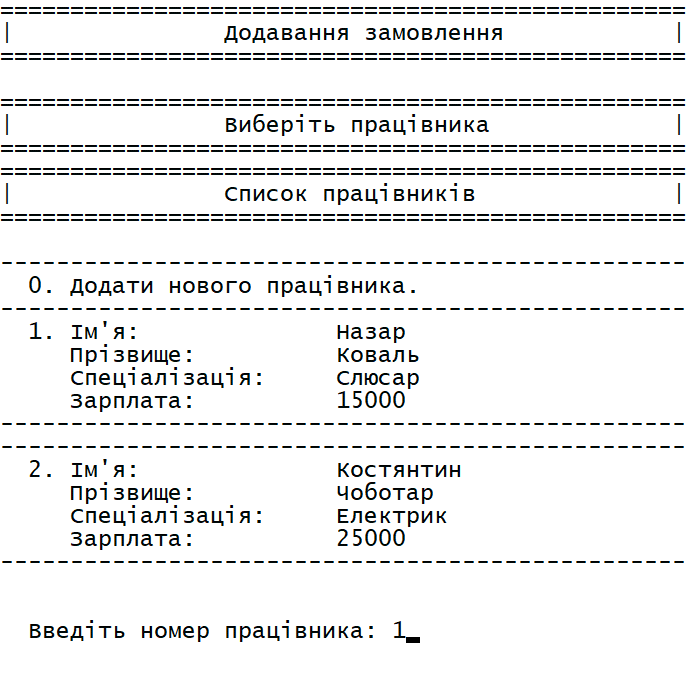 =================================================
|               Додавання замовлення            |
=================================================
=================================================
|               Виберіть працівника             |
=================================================
=================================================
|               Список працівників              |
=================================================
-------------------------------------------------
  0. Додати нового працівника.
-------------------------------------------------
  1. Ім'я:              Назар
     Прізвище:          Коваль
     Спеціалізація:     Слюсар
     Зарплата:          15000
-------------------------------------------------
-------------------------------------------------
  2. Ім'я:              Костянтин
     Прізвище:          Чоботар
     Спеціалізація:     Електрик
     Зарплата:          25000
-------------------------------------------------
  Введіть номер працівника: 1_